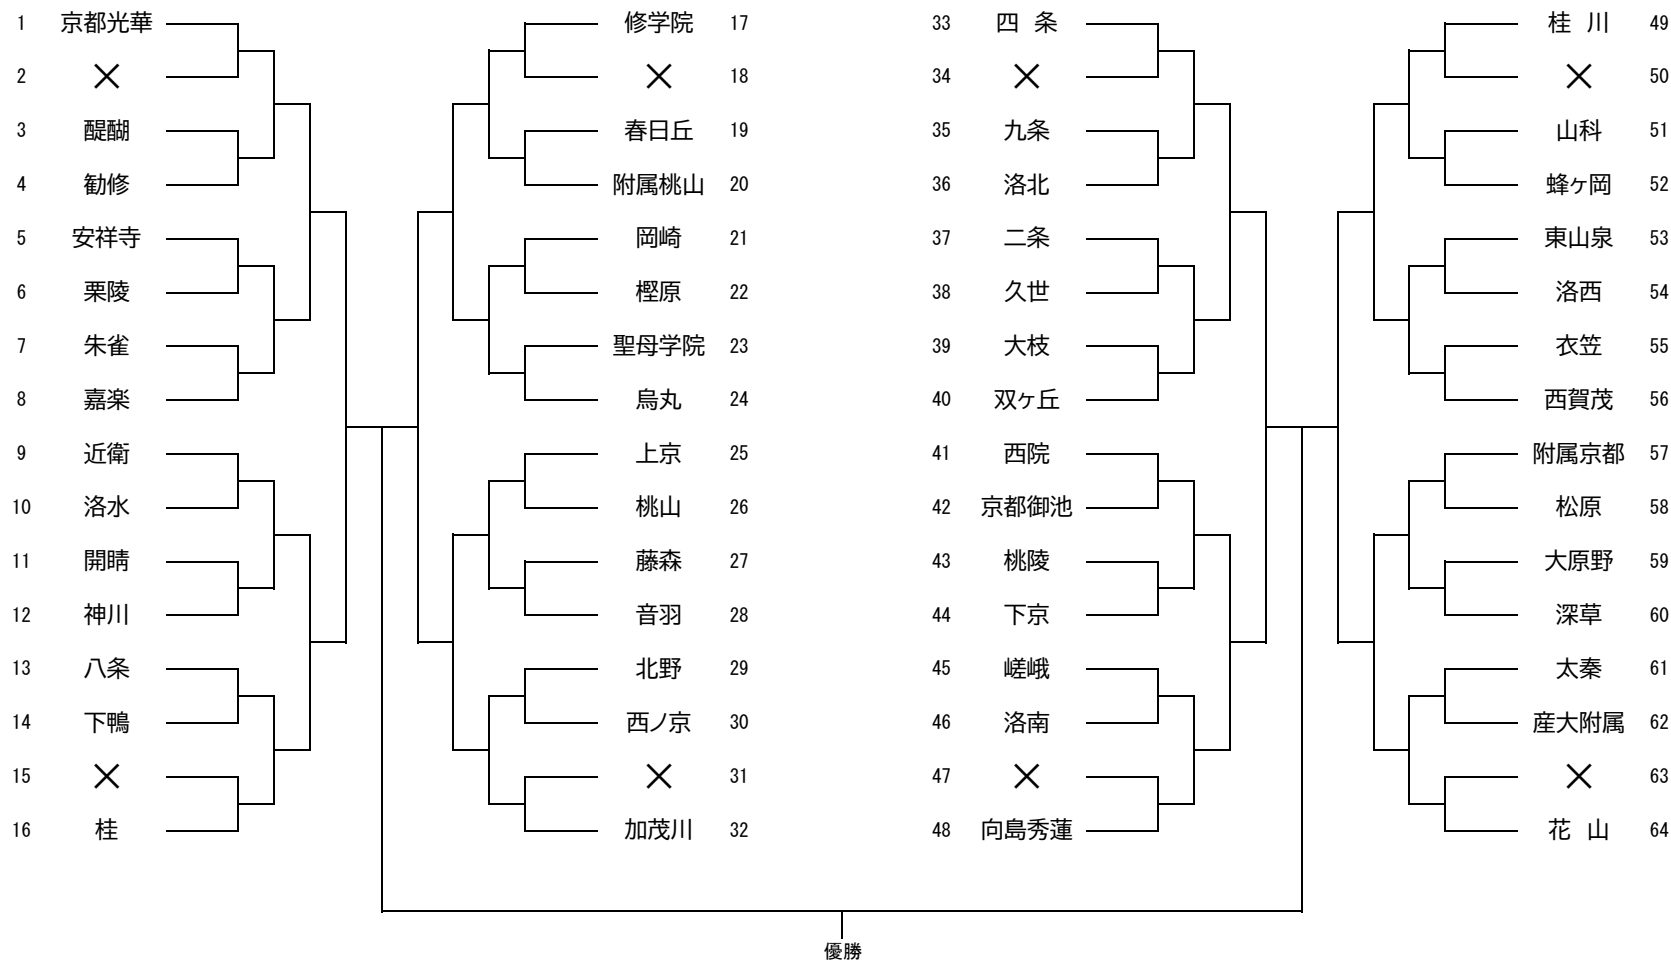 1 京都光華
2 ×
3 醍醐
4 勧修
5 安祥寺
6 栗陵
7 朱雀
8 嘉楽
9 近衛
10 洛水
11 開睛
12 神川
13 八条
14 下鴨
15 ×
16 桂
修学院 17
× 18
春日丘 19
附属桃山 20
岡崎 21
樫原 22
聖母学院 23
烏丸 24
上京 25
桃山 26
藤森 27
音羽 28
北野 29
西ノ京 30
× 31
加茂川 32
33 四 条
34 ×
35 九条
36 洛北
37 二条
38 久世
39 大枝
40 双ヶ丘
41 西院
42 京都御池
43 桃陵
44 下京
45 嵯峨
46 洛南
47 ×
48 向島秀蓮
桂 川 49
× 50
山科 51
蜂ヶ岡 52
東山泉 53
洛西 54
衣笠 55
西賀茂 56
附属京都 57
松原 58
大原野 59
深草 60
太秦 61
産大附属 62
× 63
花 山 64
優勝